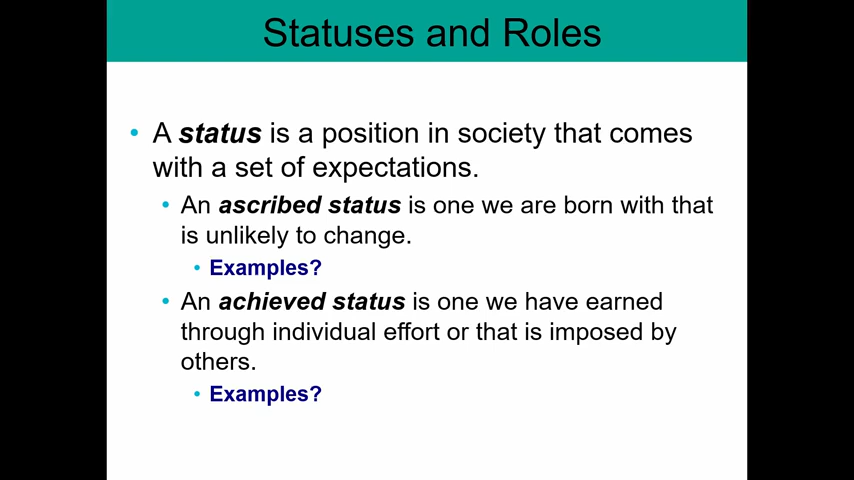 Statuses and Roles
• A status is a position in society that comes
with a set of expectations.
• An ascribed status is one we are born with that
is unlikely to change.
• Examples?
• An achieved status is one we have earned
through individual effort or that is imposed by
others.
• Examples?